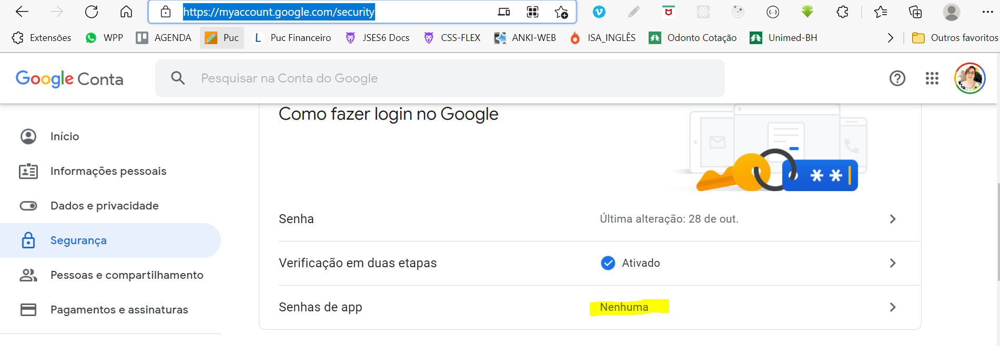 https://myaccount.google.com/security
Extensões WPP AGENDA Puc Puc Financeiro JSES6 Docs CSS-FLEX ANKI-WEB ISA_INGLÊS Odonto Cotação Unimed-BH Outros favoritos
Google Conta
Pesquisar na Conta do Google
Início
Informações pessoais
Dados e privacidade
Segurança
Pessoas e compartilhamento
Pagamentos e assinaturas
Como fazer login no Google
Senha Última alteração: 28 de out.
Verificação em duas etapas Ativado
Senhas de app Nenhuma